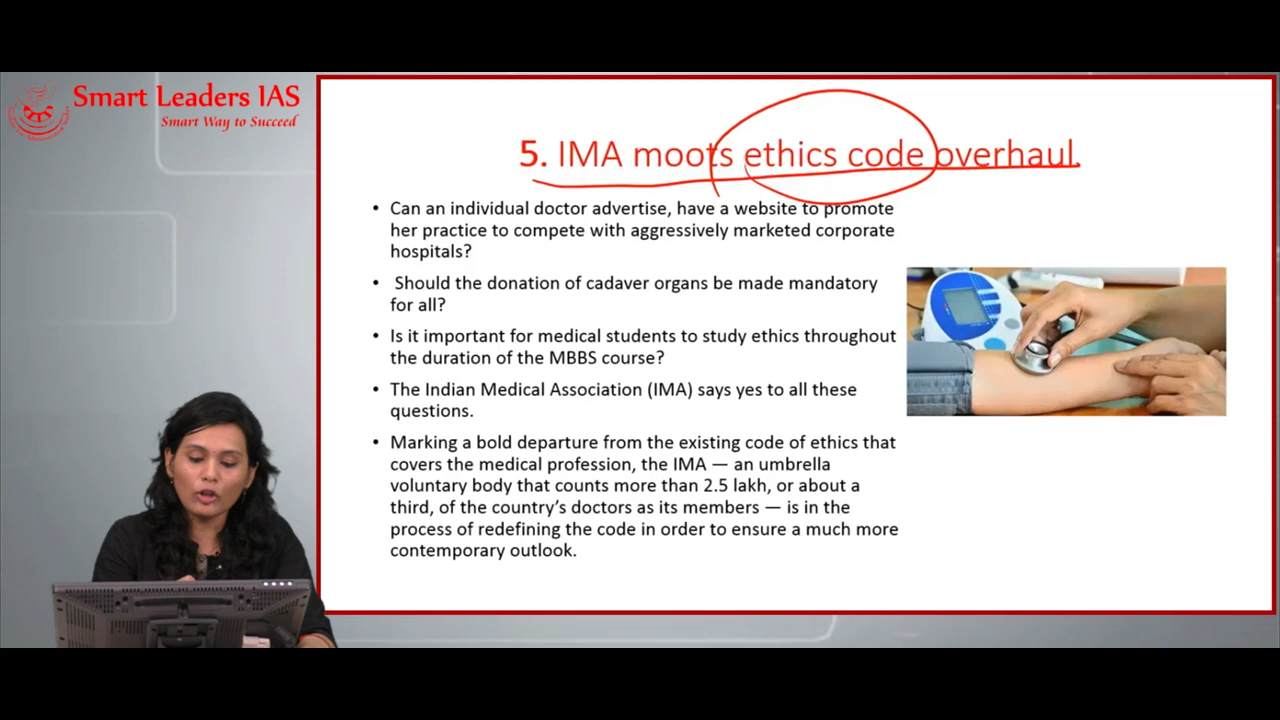 Smart Leaders IAS
Smart Way to Succeed
5. IMA moots ethics code overhaul.
• Can an individual doctor advertise, have a website to promote
her practice to compete with aggressively marketed corporate
hospitals?
• Should the donation of cadaver organs be made mandatory
for all?
• Is it important for medical students to study ethics throughout
the duration of the MBBS course?
• The Indian Medical Association (IMA) says yes to all these
questions.
• Marking a bold departure from the existing code of ethics that
covers the medical profession, the IMA — an umbrella
voluntary body that counts more than 2.5 lakh, or about a
third, of the country’s doctors as its members — is in the
process of redefining the code in order to ensure a much more
contemporary outlook.